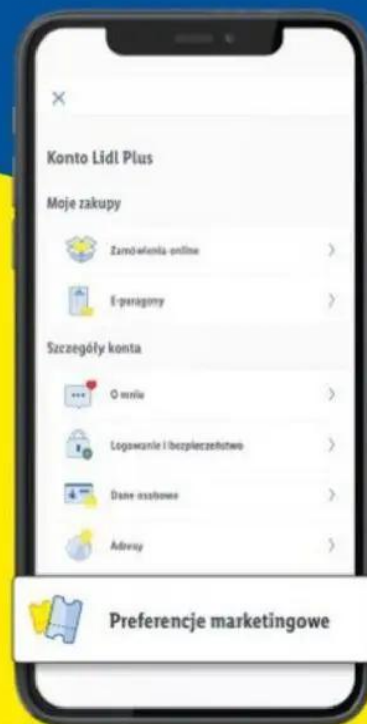 Konto Lidl Plus
Moje zakupy
Zamówienia online
E-paragony
Szczegóły konta
O mnie
Logowanie i bezpieczeństwo
Dane osobowe
Adresy
Preferencje marketingowe